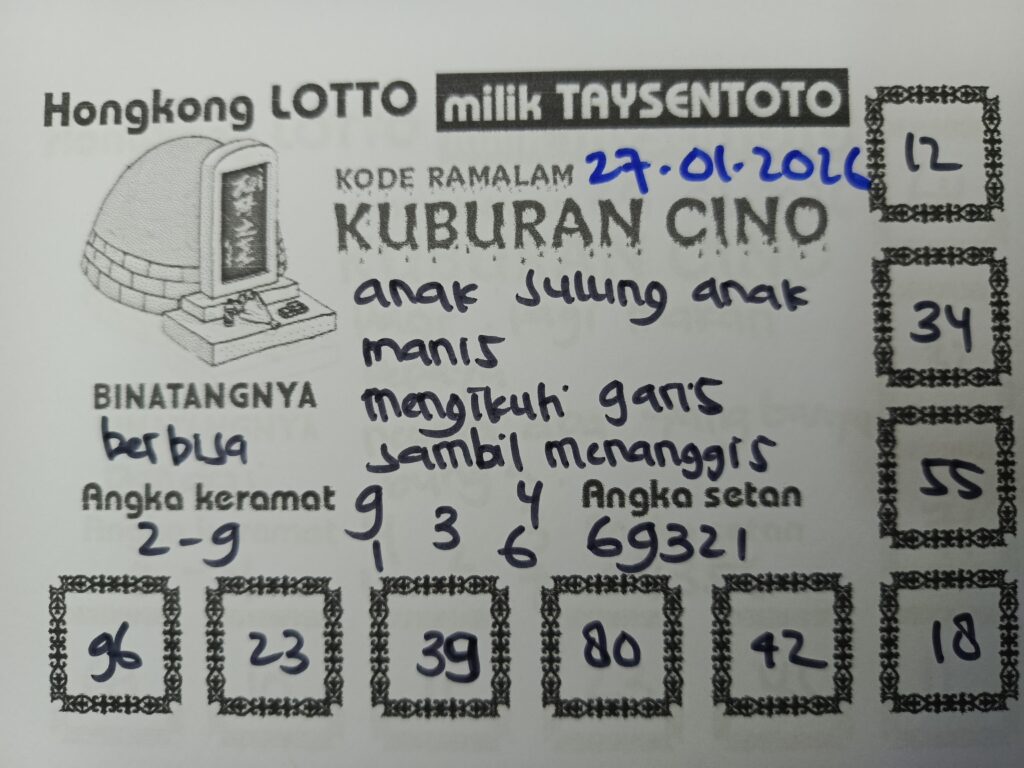 Hongkong LOTTO milik TAYSENTOTO
12
KODE RAMALAM 27.01.2026
KUBURAN CINO
anak sulung anak
manis
34
BINATANGNYA
berbisa
mengikuti garis
sambil menanggis
55
Angka keramat
2-9
9 4
3
1 6
Angka setan
69321
96 23 39 80 42 18